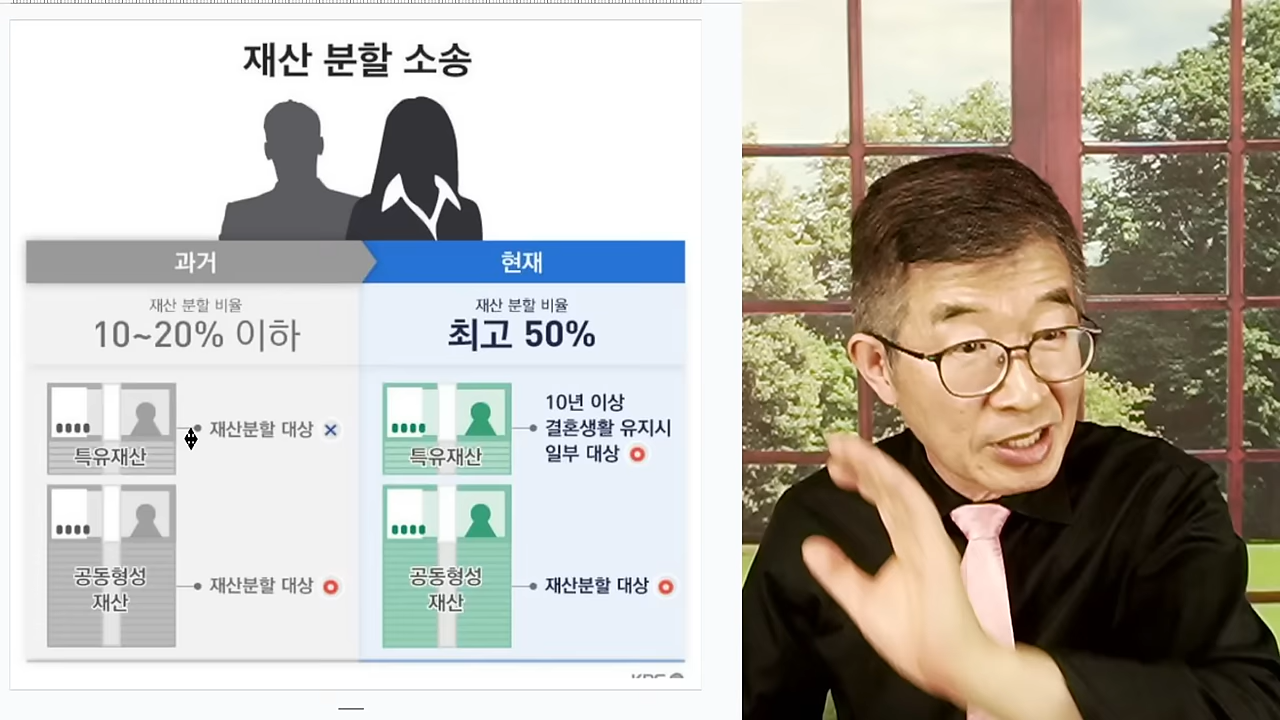 재산 분할 소송
과거
현재
재산 분할 비율
10~20% 이하
재산 분할 비율
최고 50%
특유재산
재산분할 대상
공동형성
재산
재산분할 대상
특유재산
10년 이상
결혼생활 유지시
일부 대상
공동형성
재산
재산분할 대상